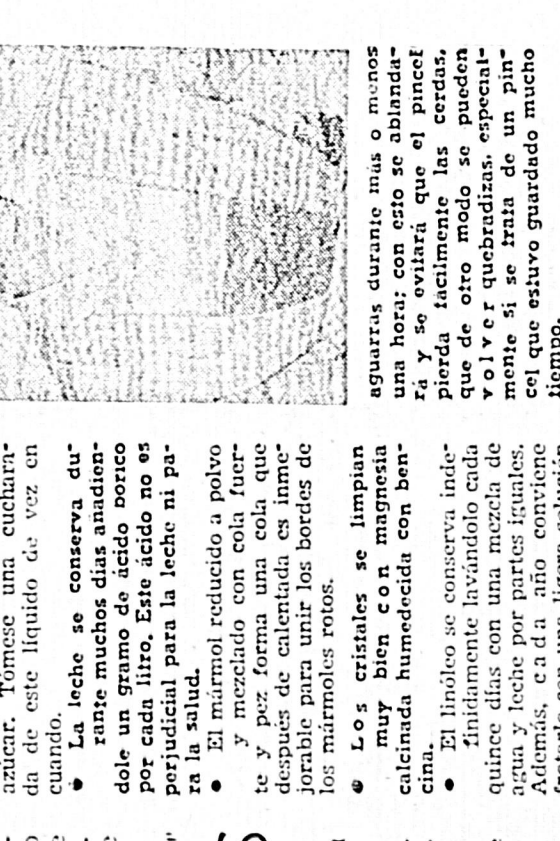 azúcar. Tómese una cuchara-
da de este líquido de vez en
cuando.
● La leche se conserva du-
rante muchos días añadien-
dole un gramo de ácido bórico
por cada litro. Este ácido no es
perjudicial para la leche ni pa-
ra la salud.
● El mármol reducido a polvo
y mezclado con cola fuer-
te y pez forma una cola que
después de calentada es inme-
jorable para unir los bordes de
los mármoles rotos.
● Los cristales se limpian
muy bien con magnesia
calcinada humedecida con ben-
cina.
● El linóleo se conserva inde-
finidamente lavándolo cada
quince días con una mezcla de
agua y leche por partes iguales.
Además, cada año conviene
aguarras durante más o menos
una hora; con esto se ablanda-
rá y se evitará que el pincel
pierda facilmente las cerdas,
que de otro modo se pueden
volver quebradizas, especial-
mente si se trata de un pin-
cel que estuvo guardado mucho
tiempo.